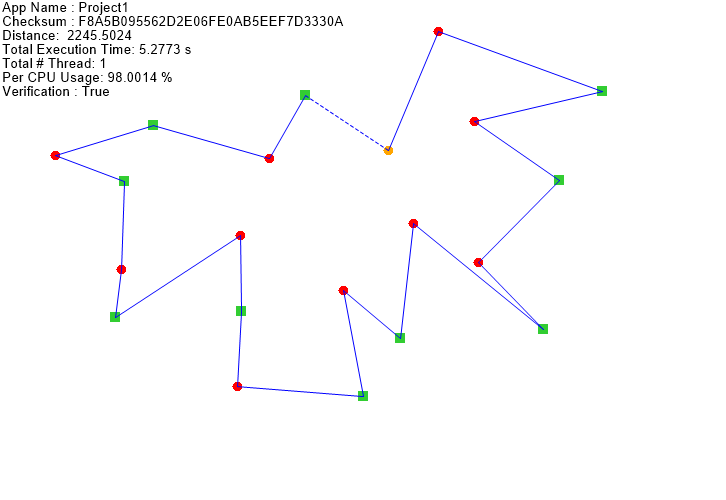 App Name : Project1
Checksum : F8A5B095562D2E06FE0AB5EEF7D3330A
Distance:  2245.5024
Total Execution Time: 5.2773 s
Total # Thread: 1
Per CPU Usage: 98.0014 %
Verification : True